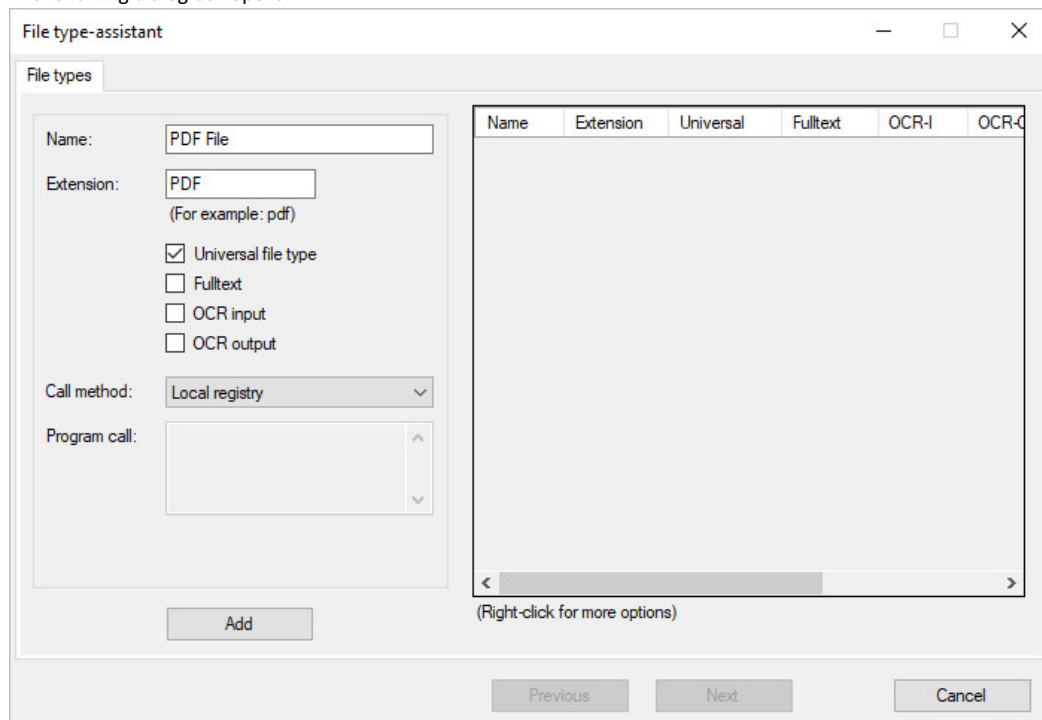 File type-assistant
File types
Name: PDF File
Extension: PDF
(For example: pdf)
Universal file type
Fulltext
OCR input
OCR output
Call method: Local registry
Program call:
Add
Name Extension Universal Fulltext OCR-I OCR-O
(Right-click for more options)
Previous Next Cancel